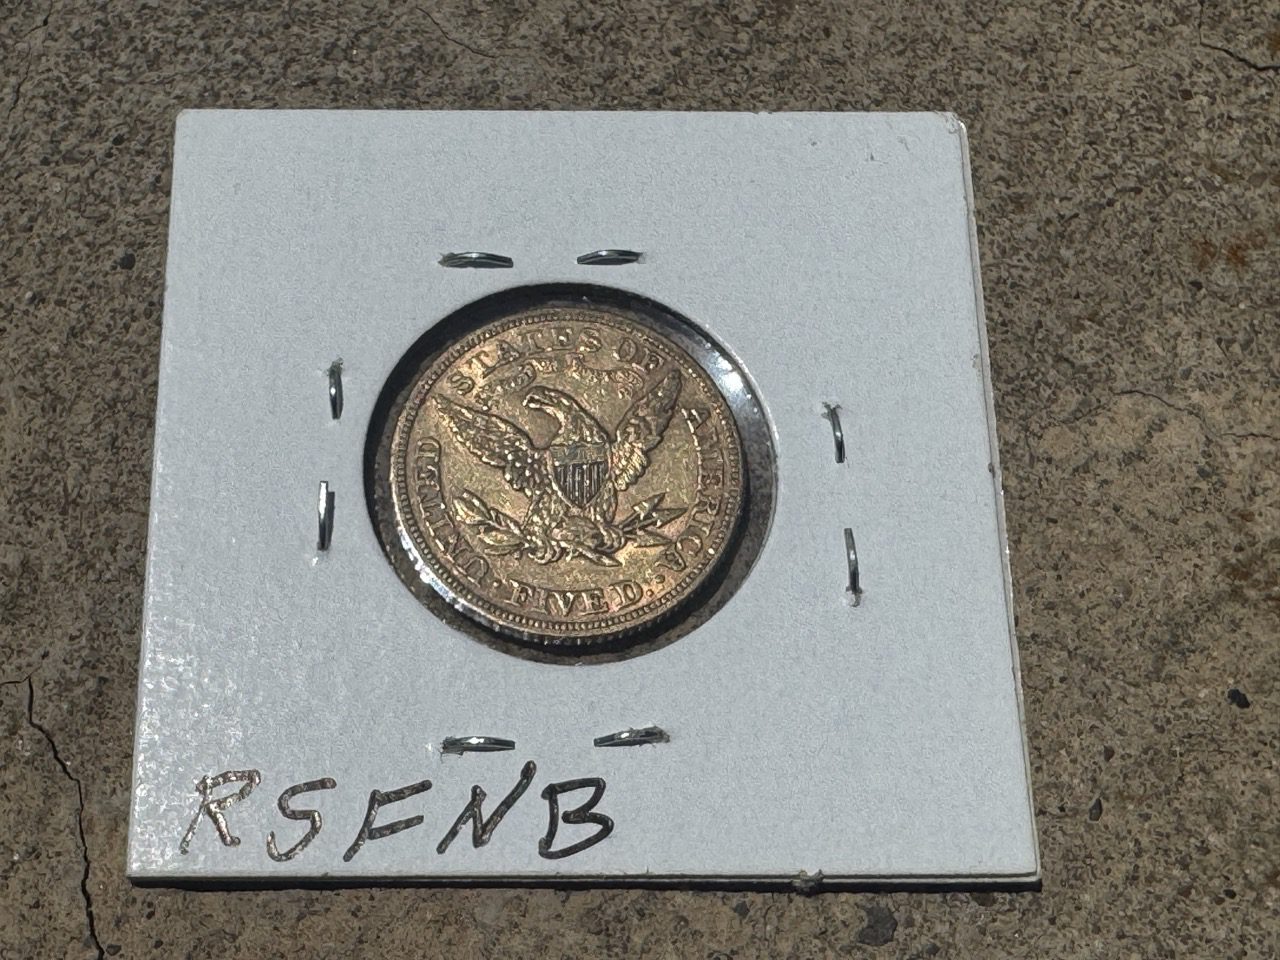 UNITED STATES OF AMERICA
· FIVE D. ·
RSFNB